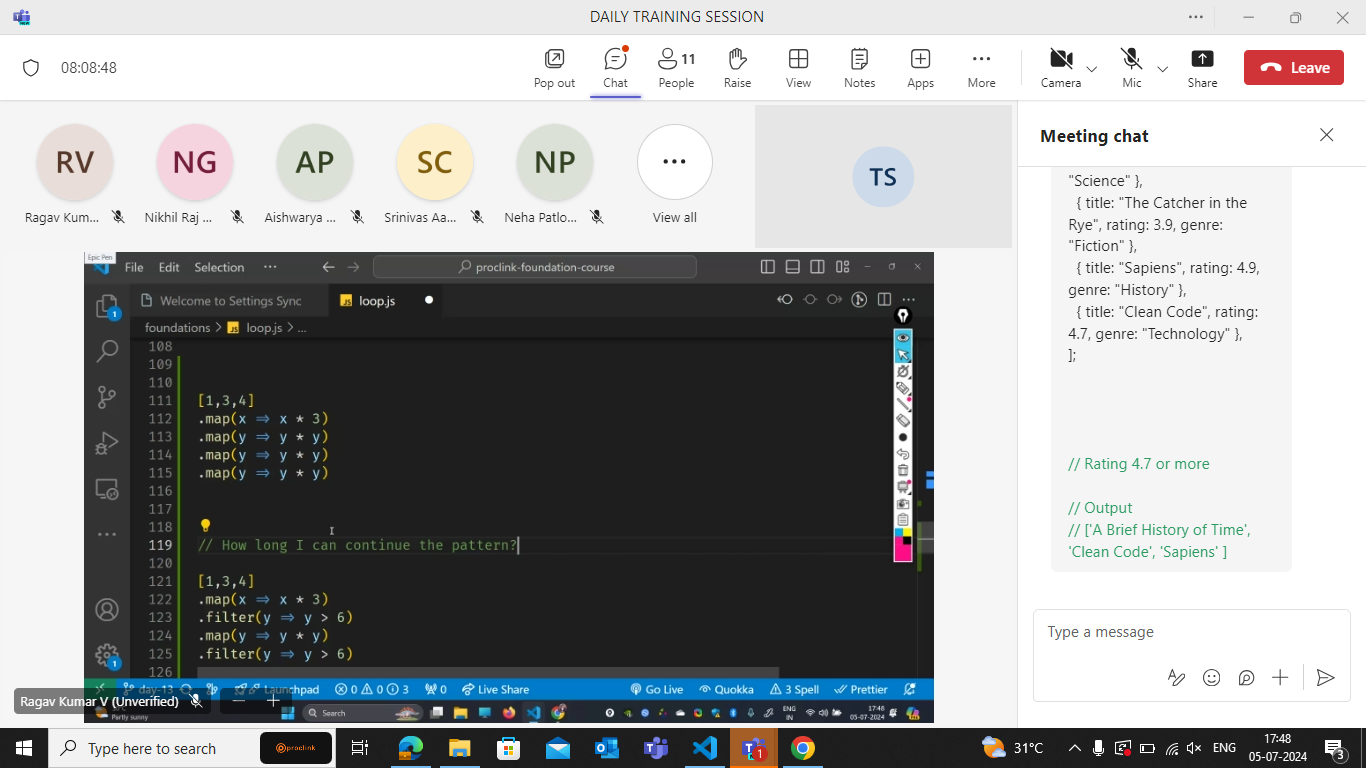 DAILY TRAINING SESSION
08:08:48
Pop out
Chat
11
People
Raise
View
Notes
Apps
More
Camera
Mic
Share
Leave
RV
NG
AP
SC
NP
TS
Ragav Kum...
Nikhil Raj ...
Aishwarya ...
Srinivas Aa...
Neha Patlo...
View all
Meeting chat
"Science" },
{ title: "The Catcher in the
Rye", rating: 3.9, genre:
"Fiction" },
{ title: "Sapiens", rating: 4.9,
genre: "History" },
{ title: "Clean Code", rating:
4.7, genre: "Technology" },
];
// Rating 4.7 or more
// Output
// ['A Brief History of Time',
'Clean Code', 'Sapiens' ]
Type a message
Epic Pen
File Edit Selection ...
proclink-foundation-course
Welcome to Settings Sync
JS loop.js
foundations > JS loop.js > ...
108
109
110
111 [1,3,4]
112 .map(x ⇒ x * 3)
113 .map(y ⇒ y * y)
114 .map(y ⇒ y * y)
115 .map(y ⇒ y * y)
116
117
118
119 // How long I can continue the pattern?
120
121 [1,3,4]
122 .map(x ⇒ x * 3)
123 .filter(y ⇒ y > 6)
124 .map(y ⇒ y * y)
125 .filter(y ⇒ y > 6)
126
1
1
day-13
Launchpad
0 0 3
0
Live Share
Go Live
Quokka
3 Spell
Prettier
Ragav Kumar V (Unverified)
Partly sunny
Search
ENG
IN
17:48
05-07-2024
Type here to search
proclink
1
31°C
ENG
17:48
05-07-2024
3